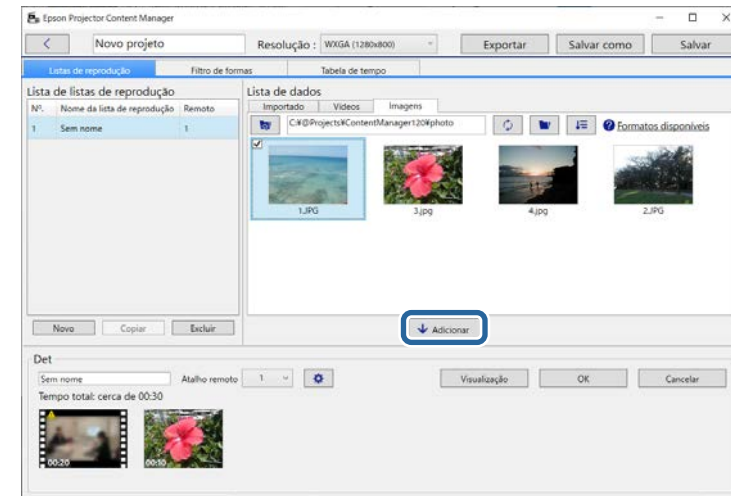 Epson Projector Content Manager
Novo projeto Resolução : WXGA (1280x800) Exportar Salvar como Salvar
Listas de reprodução Filtro de formas Tabela de tempo
Lista de listas de reprodução Lista de dados
Nº. Nome da lista de reprodução Remoto Importado Vídeos Imagens
1 Sem nome 1 C:¥@Projects¥ContentManager120¥photo Formatos disponíveis
1.JPG 3.jpg 4.jpg 2.JPG
Novo Copiar Excluir Adicionar
Det
Sem nome Atalho remoto 1 Visualização OK Cancelar
Tempo total: cerca de 00:30
00:20 00:10